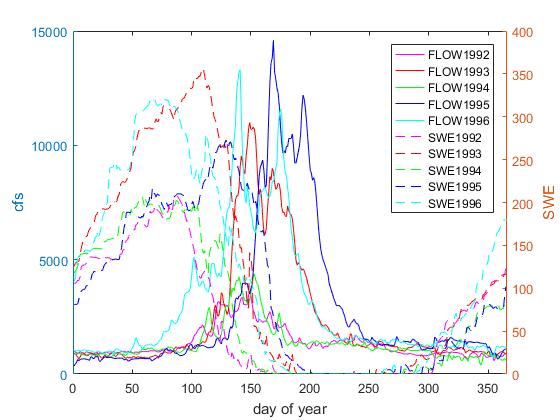 15000
10000
5000
0
cfs
400
350
300
250
200
150
100
50
0
SWE
FLOW1992
FLOW1993
FLOW1994
FLOW1995
FLOW1996
SWE1992
SWE1993
SWE1994
SWE1995
SWE1996
0 50 100 150 200 250 300 350
day of year